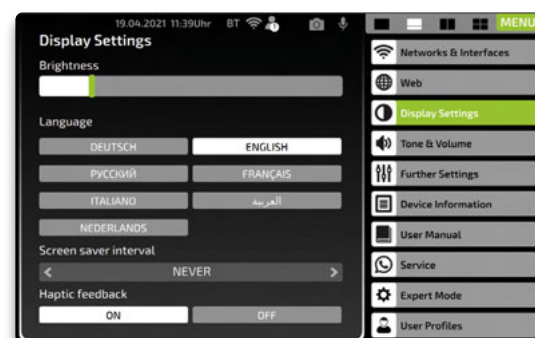 19.04.2021 11:39Uhr BT
MENU
Display Settings
Brightness
Language
DEUTSCH ENGLISH
РУССКИЙ FRANÇAIS
ITALIANO العربية
NEDERLANDS
Screen saver interval
< NEVER >
Haptic feedback
ON OFF
Networks & Interfaces
Web
Display Settings
Tone & Volume
Further Settings
Device Information
User Manual
Service
Expert Mode
User Profiles